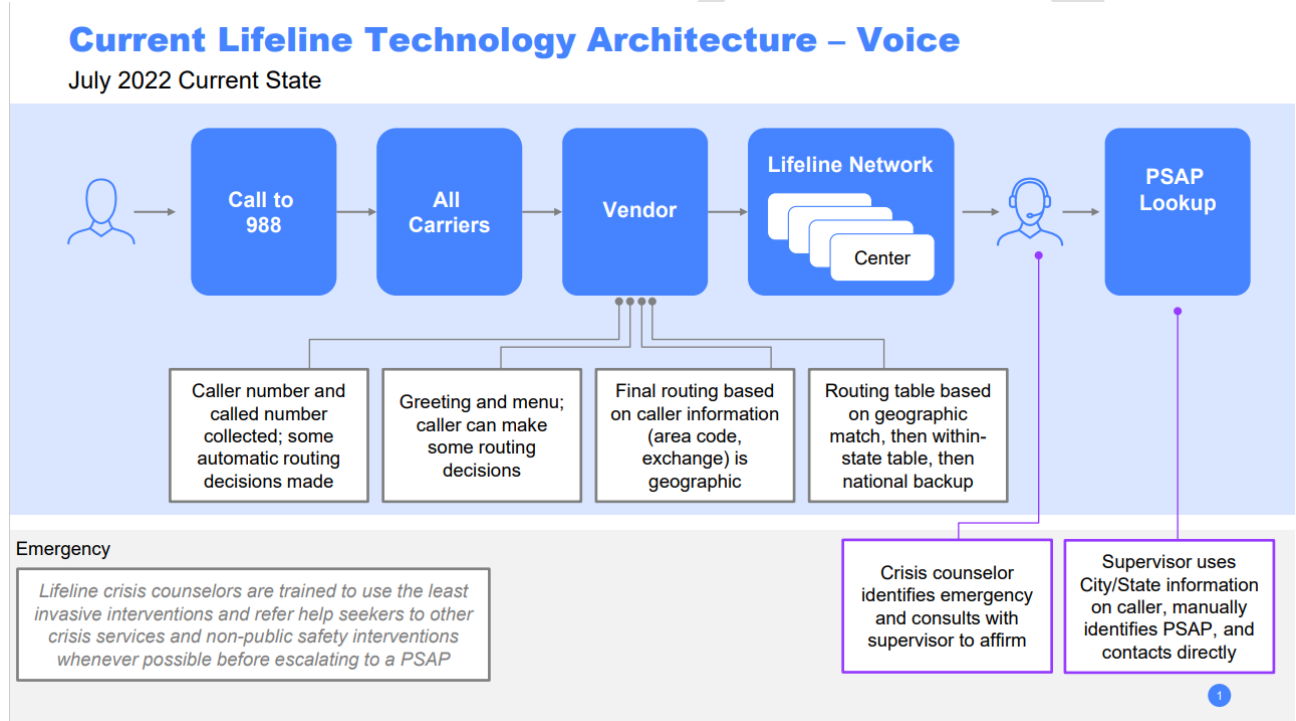 Current Lifeline Technology Architecture – Voice
July 2022 Current State
Call to
988
All
Carriers
Vendor
Lifeline Network
Center
PSAP
Lookup
Caller number and
called number
collected; some
automatic routing
decisions made
Greeting and menu;
caller can make
some routing
decisions
Final routing based
on caller information
(area code,
exchange) is
geographic
Routing table based
on geographic
match, then within-
state table, then
national backup
Emergency
Lifeline crisis counselors are trained to use the least
invasive interventions and refer help seekers to other
crisis services and non-public safety interventions
whenever possible before escalating to a PSAP
Crisis counselor
identifies emergency
and consults with
supervisor to affirm
Supervisor uses
City/State information
on caller, manually
identifies PSAP, and
contacts directly
1